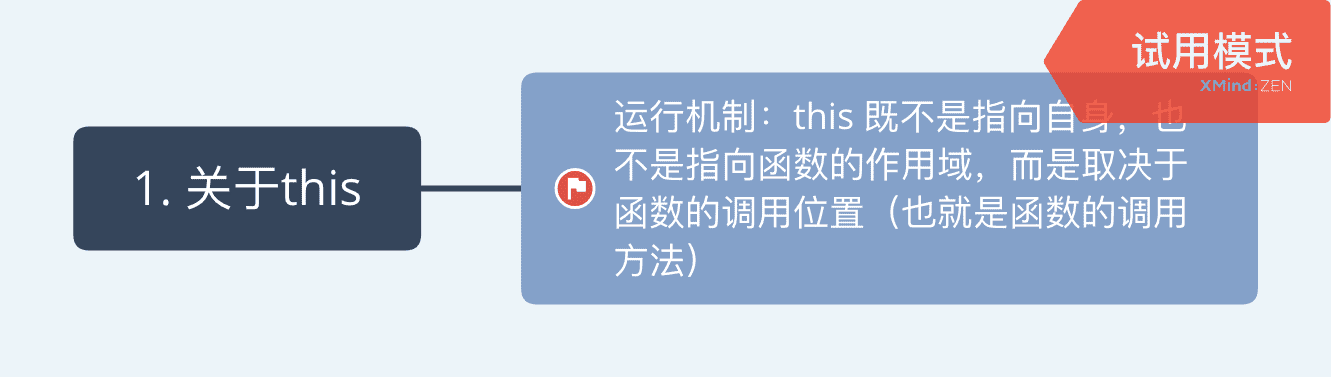 试用模式
XMind:ZEN
1. 关于this
运行机制：this 既不是指向自身，也
不是指向函数的作用域，而是取决于
函数的调用位置（也就是函数的调用
方法）